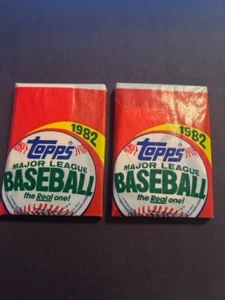 1982
topps
MAJOR LEAGUE
BASEBALL
the Real one!
1982
topps
MAJOR LEAGUE
BASEBALL
the Real one!